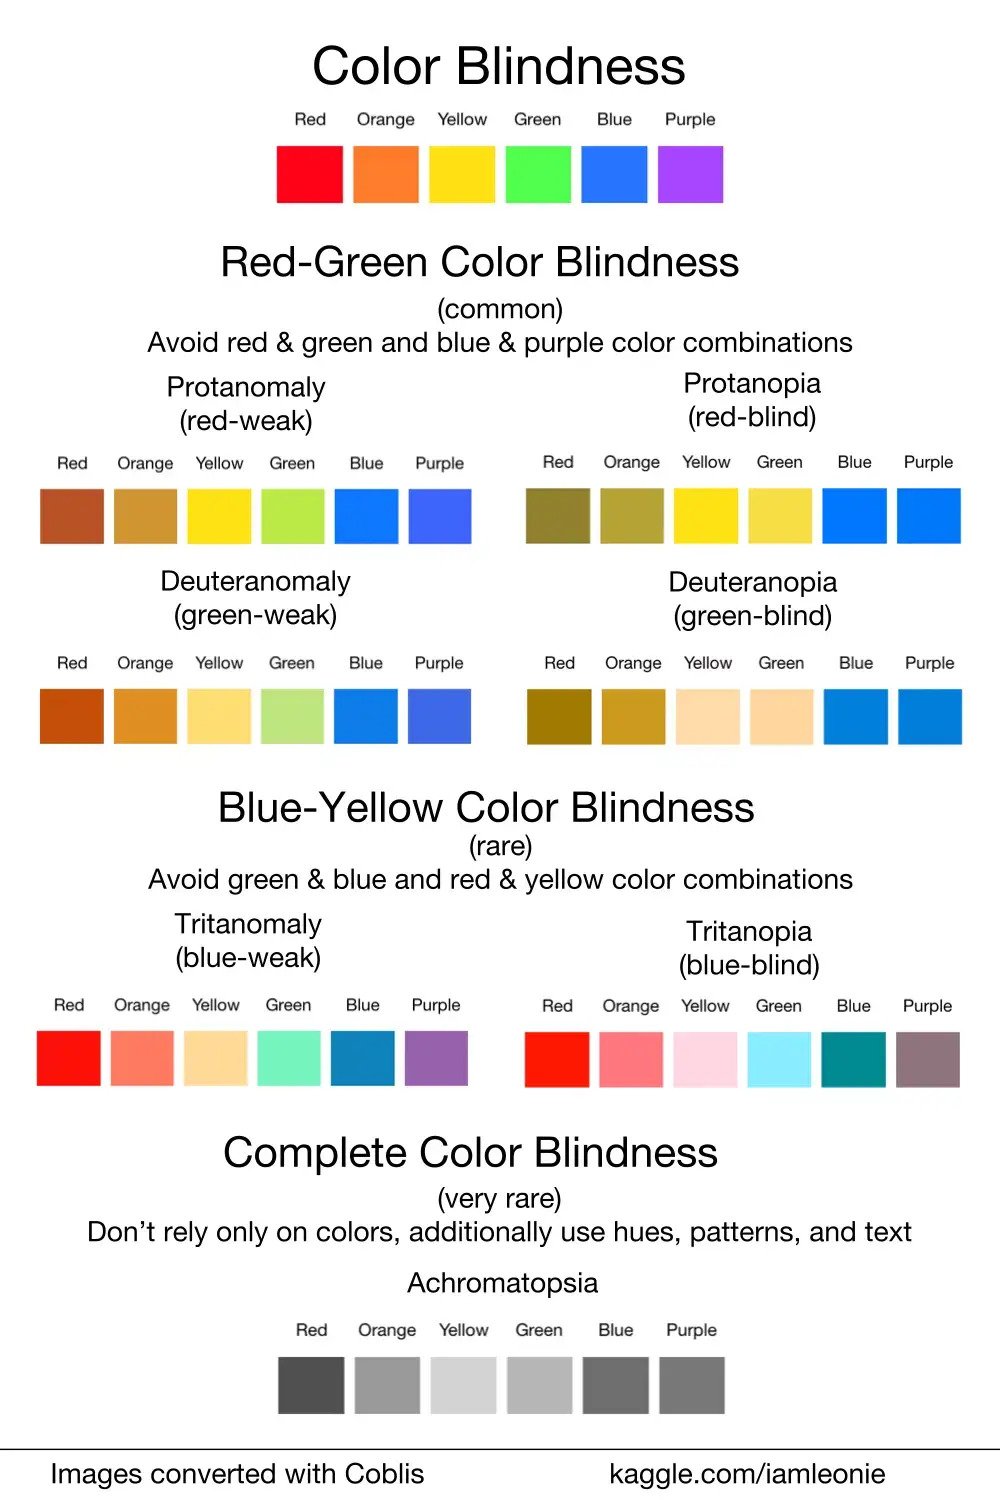 Color Blindness
Red Orange Yellow Green Blue Purple
Red-Green Color Blindness
(common)
Avoid red & green and blue & purple color combinations
Protanomaly
(red-weak)
Red Orange Yellow Green Blue Purple
Protanopia
(red-blind)
Red Orange Yellow Green Blue Purple
Deuteranomaly
(green-weak)
Red Orange Yellow Green Blue Purple
Deuteranopia
(green-blind)
Red Orange Yellow Green Blue Purple
Blue-Yellow Color Blindness
(rare)
Avoid green & blue and red & yellow color combinations
Tritanomaly
(blue-weak)
Red Orange Yellow Green Blue Purple
Tritanopia
(blue-blind)
Red Orange Yellow Green Blue Purple
Complete Color Blindness
(very rare)
Don’t rely only on colors, additionally use hues, patterns, and text
Achromatopsia
Red Orange Yellow Green Blue Purple
Images converted with Coblis
kaggle.com/iamleonie